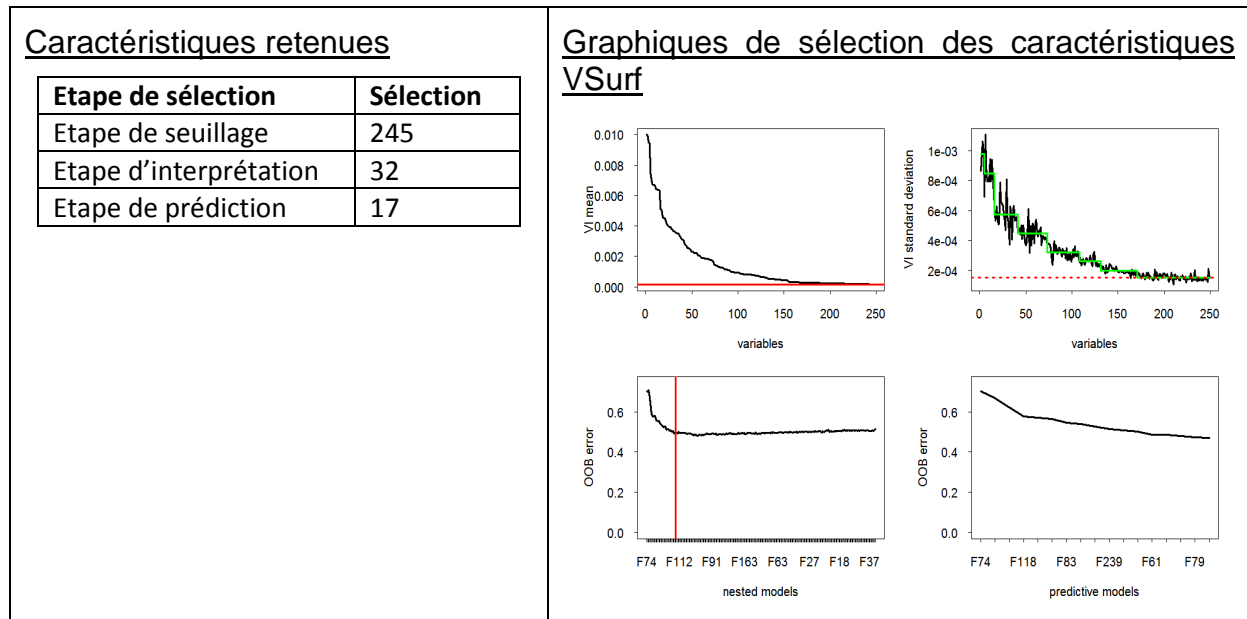 Caractéristiques retenues
Etape de sélection Sélection
Etape de seuillage 245
Etape d'interprétation 32
Etape de prédiction 17
Graphiques de sélection des caractéristiques
VSurf
VI mean
0.010
0.008
0.006
0.004
0.002
0.000
0 50 100 150 200 250
variables
VI standard deviation
1e-03
8e-04
6e-04
4e-04
2e-04
0 50 100 150 200 250
variables
OOB error
0.6
0.4
0.2
0.0
F74 F112 F91 F163 F63 F27 F18 F37
nested models
OOB error
0.6
0.4
0.2
0.0
F74 F118 F83 F239 F61 F79
predictive models